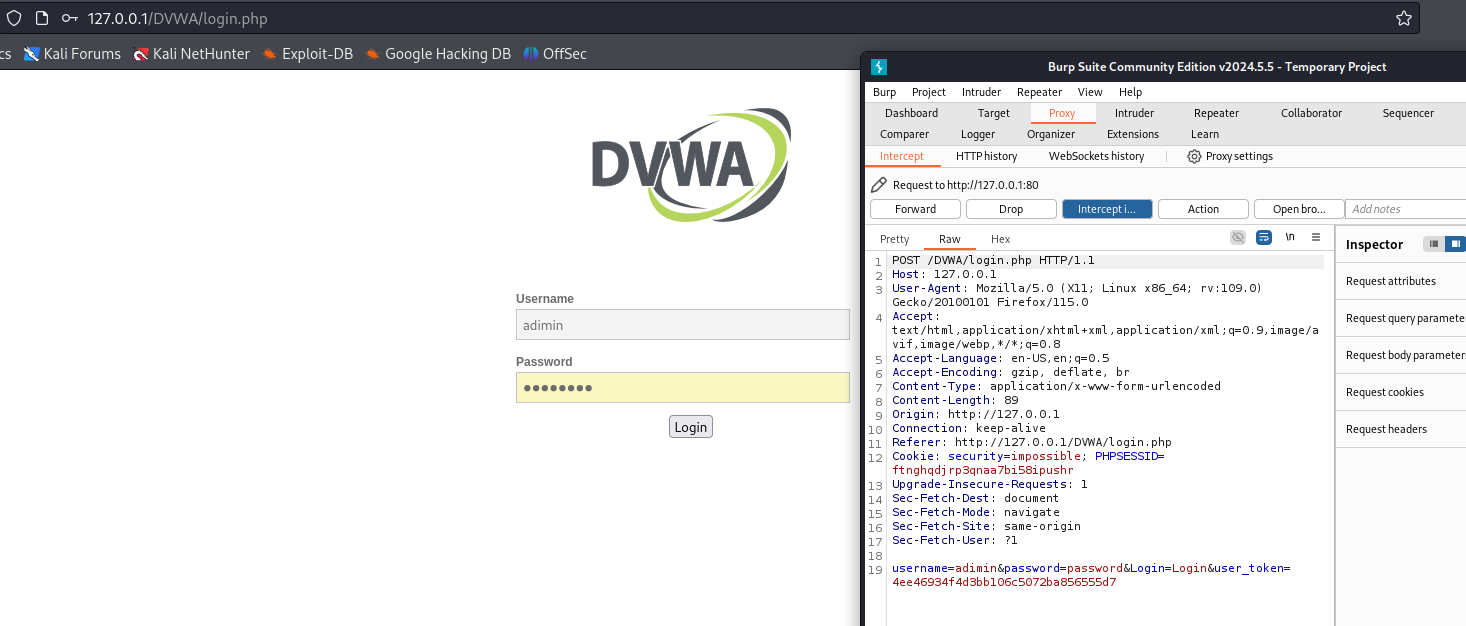 127.0.0.1/DVWA/login.php
cs Kali Forums Kali NetHunter Exploit-DB Google Hacking DB OffSec
DVWA
Username
adimin
Password
Login
Burp Suite Community Edition v2024.5.5 - Temporary Project
Burp Project Intruder Repeater View Help
Dashboard Target Proxy Intruder Repeater Collaborator Sequencer
Comparer Logger Organizer Extensions Learn
Intercept HTTP history WebSockets history Proxy settings
Request to http://127.0.0.1:80
Forward Drop Intercept i... Action Open bro... Add notes
Pretty Raw Hex \n
1 POST /DVWA/login.php HTTP/1.1
2 Host: 127.0.0.1
3 User-Agent: Mozilla/5.0 (X11; Linux x86_64; rv:109.0)
Gecko/20100101 Firefox/115.0
4 Accept:
text/html,application/xhtml+xml,application/xml;q=0.9,image/a
vif,image/webp,*/*;q=0.8
5 Accept-Language: en-US,en;q=0.5
6 Accept-Encoding: gzip, deflate, br
7 Content-Type: application/x-www-form-urlencoded
8 Content-Length: 89
9 Origin: http://127.0.0.1
10 Connection: keep-alive
11 Referer: http://127.0.0.1/DVWA/login.php
12 Cookie: security=impossible; PHPSESSID=
ftnghqdjrp3qnaa7bi58ipushr
13 Upgrade-Insecure-Requests: 1
14 Sec-Fetch-Dest: document
15 Sec-Fetch-Mode: navigate
16 Sec-Fetch-Site: same-origin
17 Sec-Fetch-User: ?1
18
19 username=adimin&password=password&Login=Login&user_token=
4ee46934f4d3bb106c5072ba856555d7
Inspector
Request attributes
Request query parameter
Request body parameters
Request cookies
Request headers